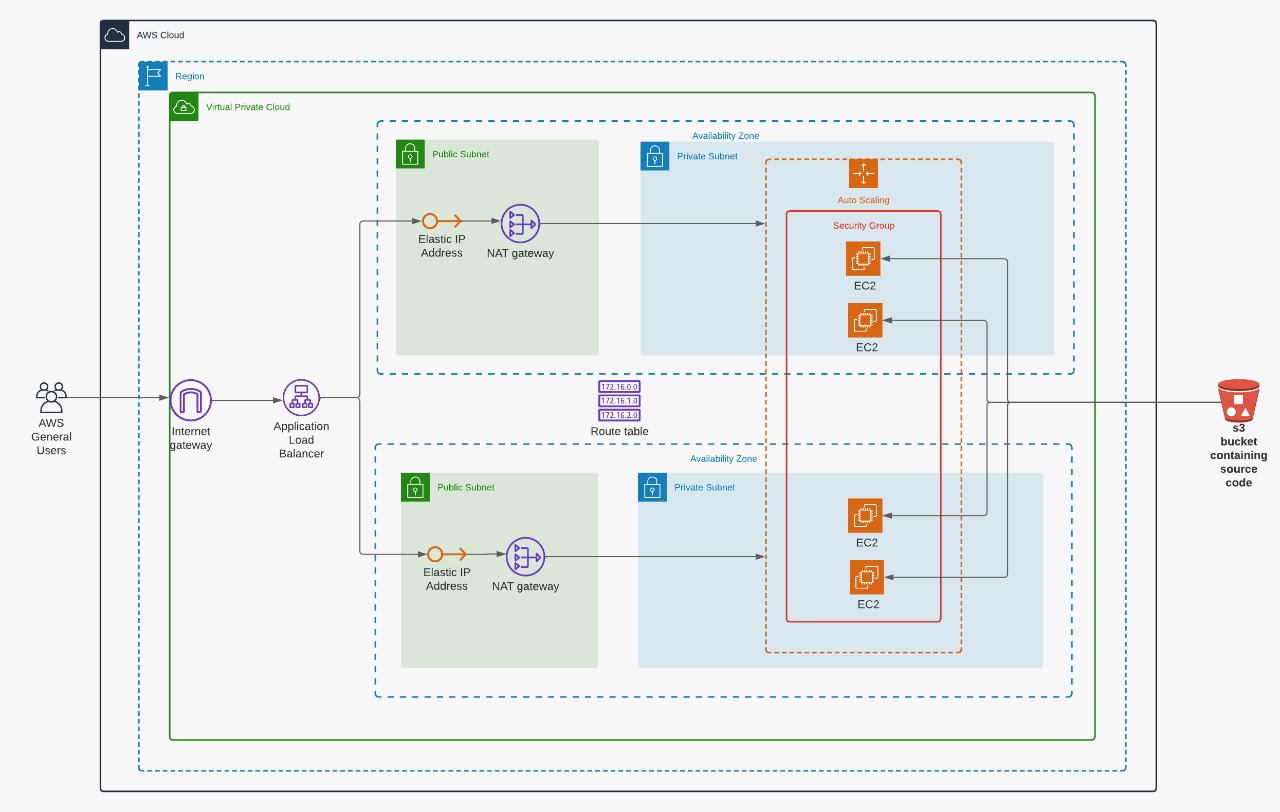 AWS Cloud
Region
Virtual Private Cloud
Availability Zone
Public Subnet
Private Subnet
Auto Scaling
Security Group
Elastic IP
Address
NAT gateway
EC2
EC2
AWS
General
Users
Internet
gateway
Application
Load
Balancer
172.16.0.0
172.16.1.0
172.16.2.0
Route table
s3
bucket
containing
source
code
Availability Zone
Public Subnet
Private Subnet
Elastic IP
Address
NAT gateway
EC2
EC2